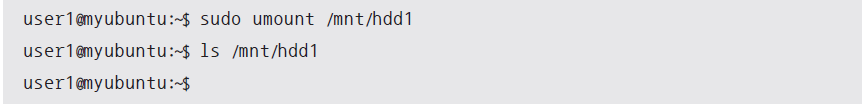 user1@myubuntu:~$ sudo umount /mnt/hdd1
user1@myubuntu:~$ ls /mnt/hdd1
user1@myubuntu:~$